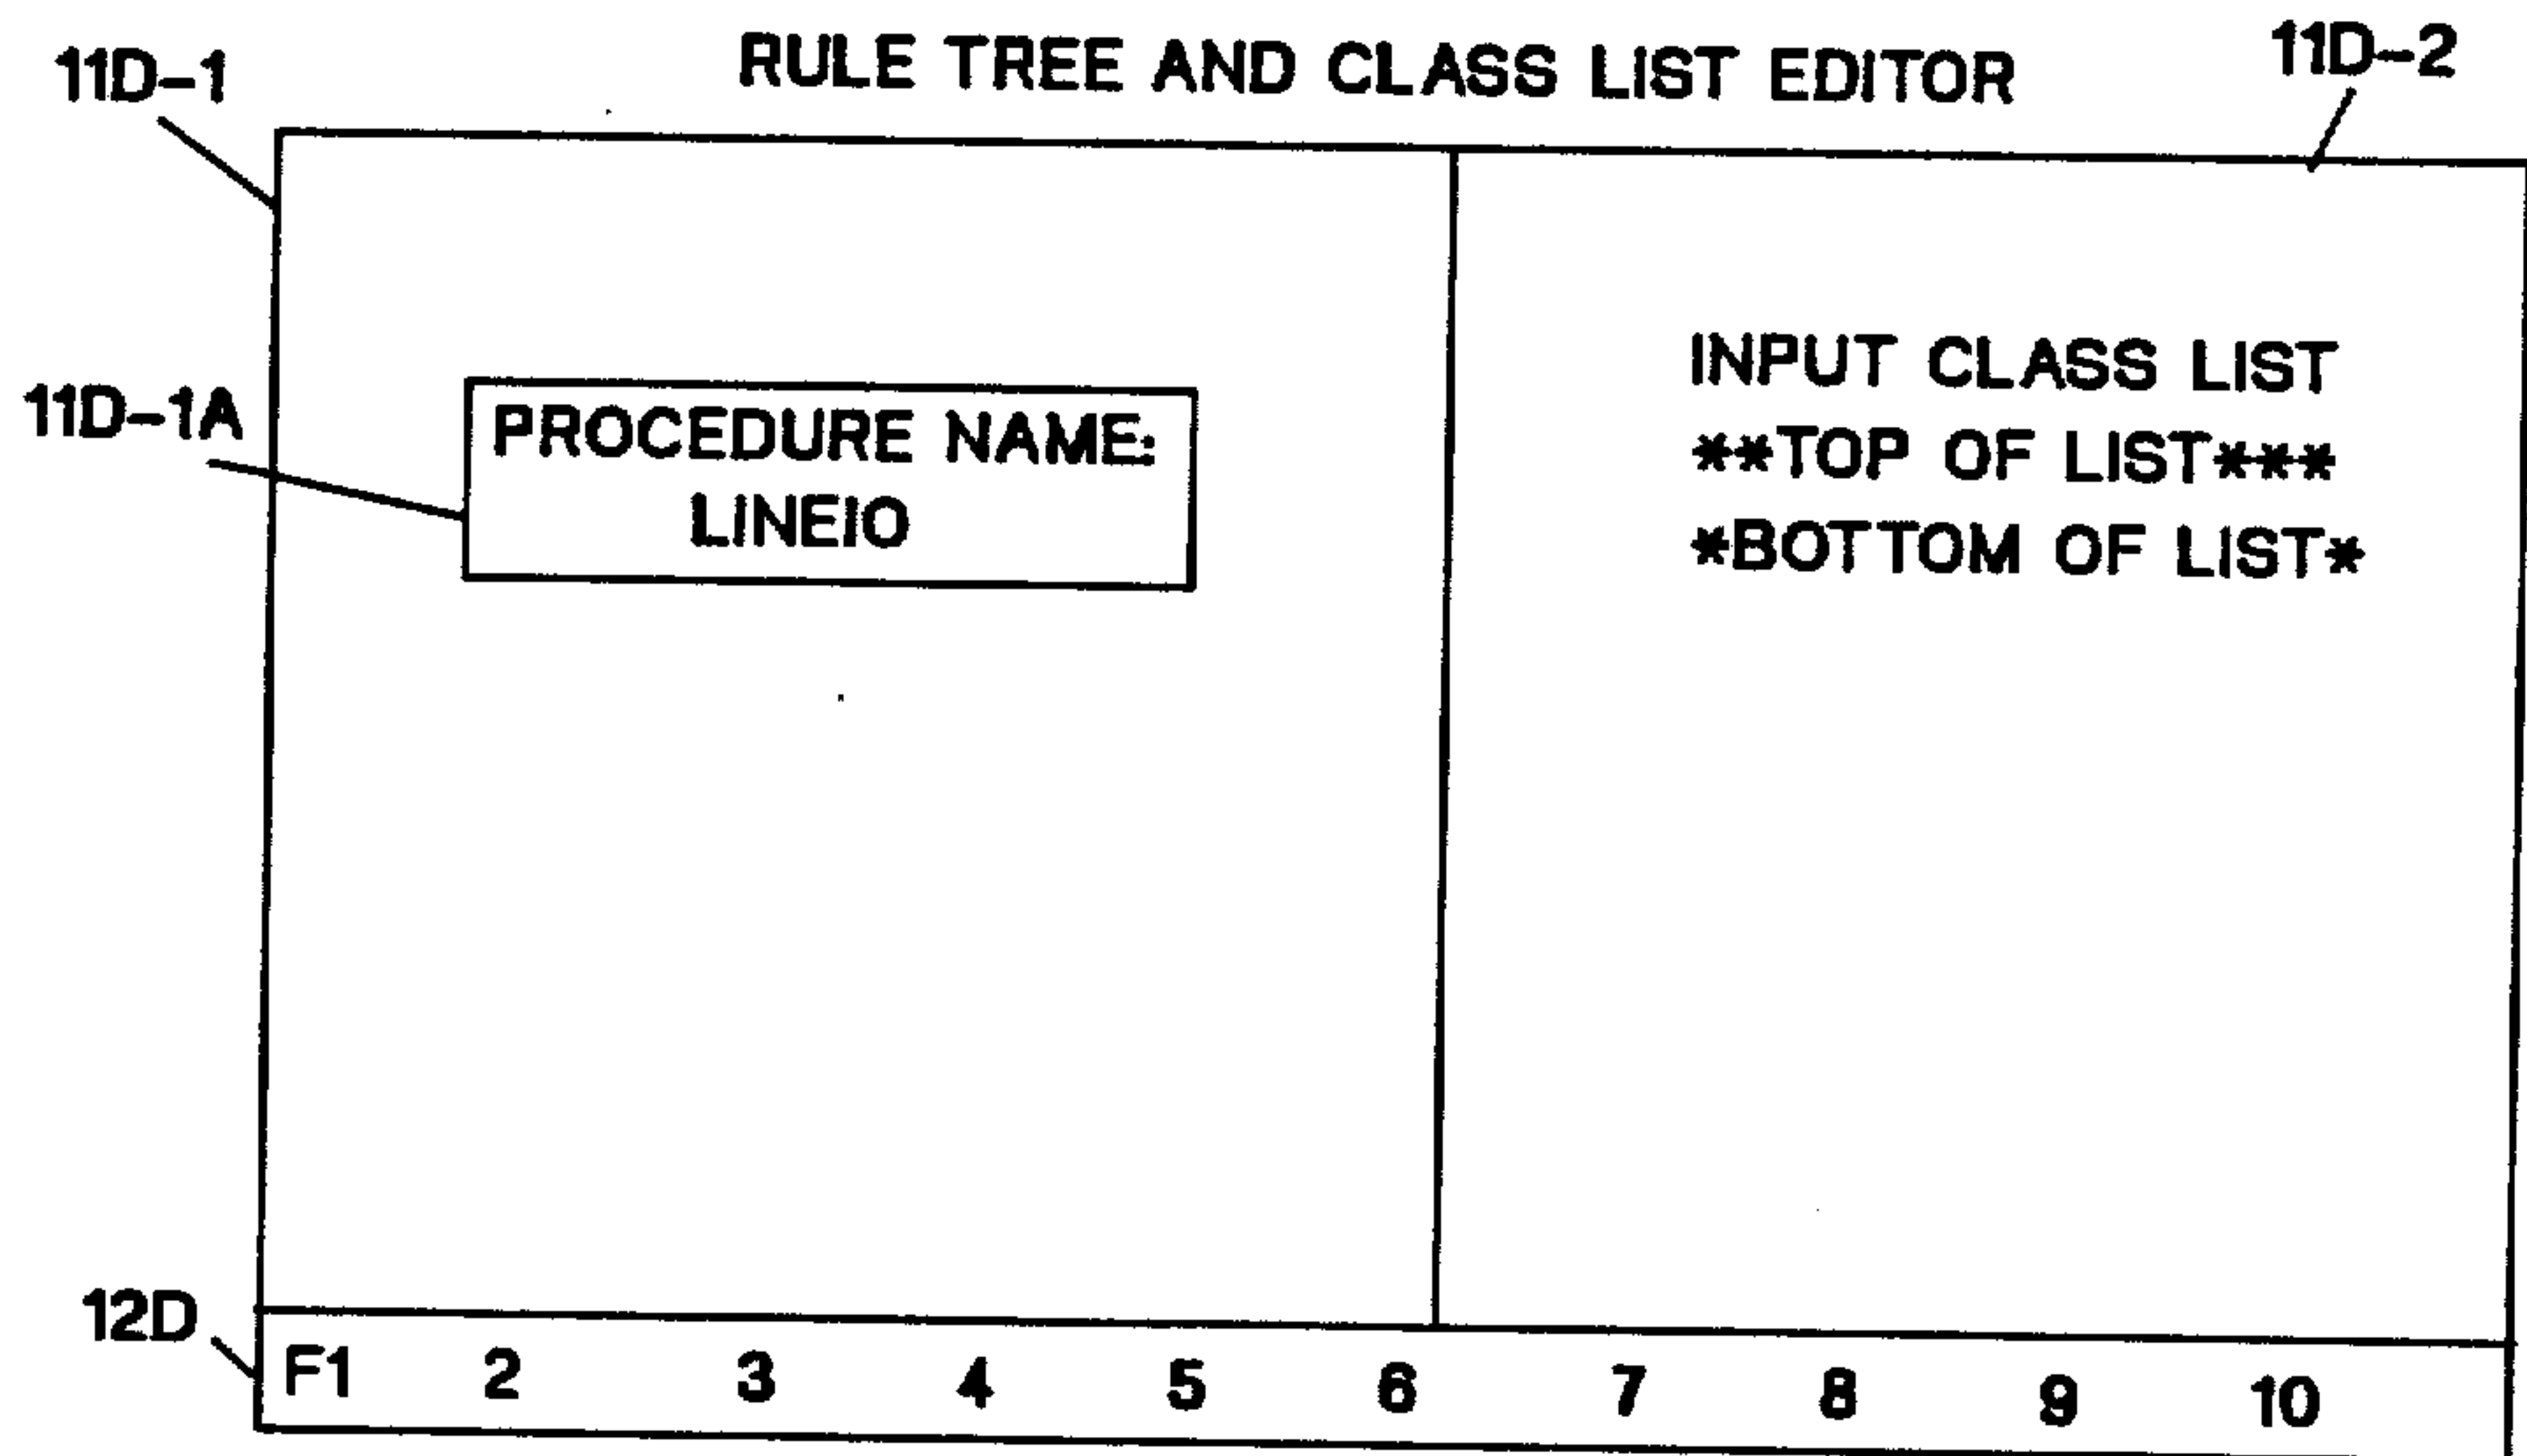 11D-1
RULE TREE AND CLASS LIST EDITOR
11D-2
11D-1A
PROCEDURE NAME:
LINEIO
INPUT CLASS LIST
**TOP OF LIST***
*BOTTOM OF LIST*
12D
F1 2 3 4 5 6 7 8 9 10